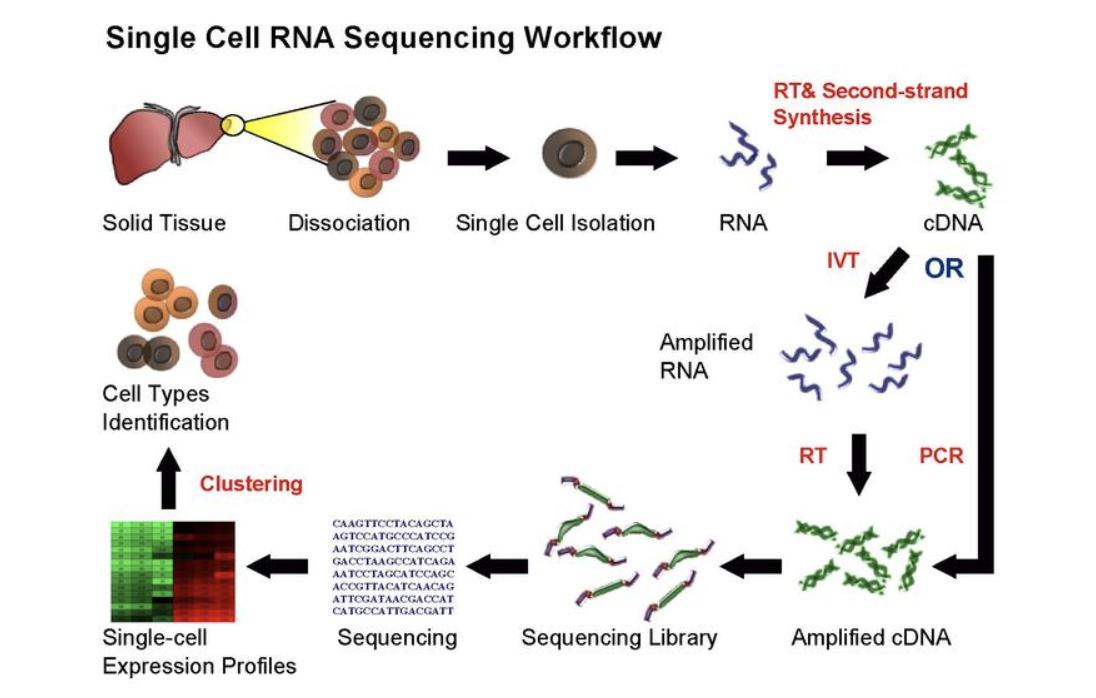 Single Cell RNA Sequencing Workflow
RT& Second-strand
Synthesis
Solid Tissue
Dissociation
Single Cell Isolation
RNA
cDNA
IVT
OR
Amplified
RNA
Cell Types
Identification
RT
PCR
Clustering
CAAGTTCCTACAGCTA
AGTCCATGCCCATCCG
AATCGGACTTCAGCCT
GACCTAAGCCATCAGA
AATCCTAGCATCCAGC
ACCGTTACATCAACAG
ATTCGATAACGACCAT
CATGCCATTGACGATT
Single-cell
Expression Profiles
Sequencing
Sequencing Library
Amplified cDNA